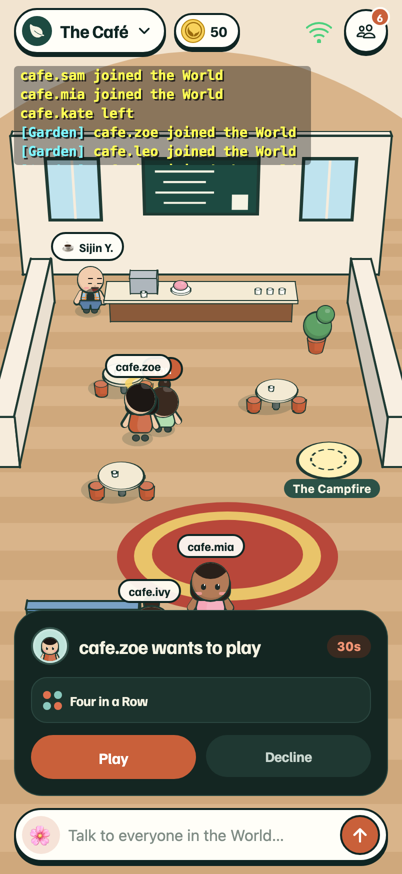 The Café
50
6
cafe.sam joined the World
cafe.mia joined the World
cafe.kate left
[Garden] cafe.zoe joined the World
[Garden] cafe.leo joined the World
Sijin Y.
cafe.zoe
The Campfire
cafe.mia
cafe.ivy
cafe.zoe wants to play
30s
Four in a Row
Play
Decline
Talk to everyone in the World...